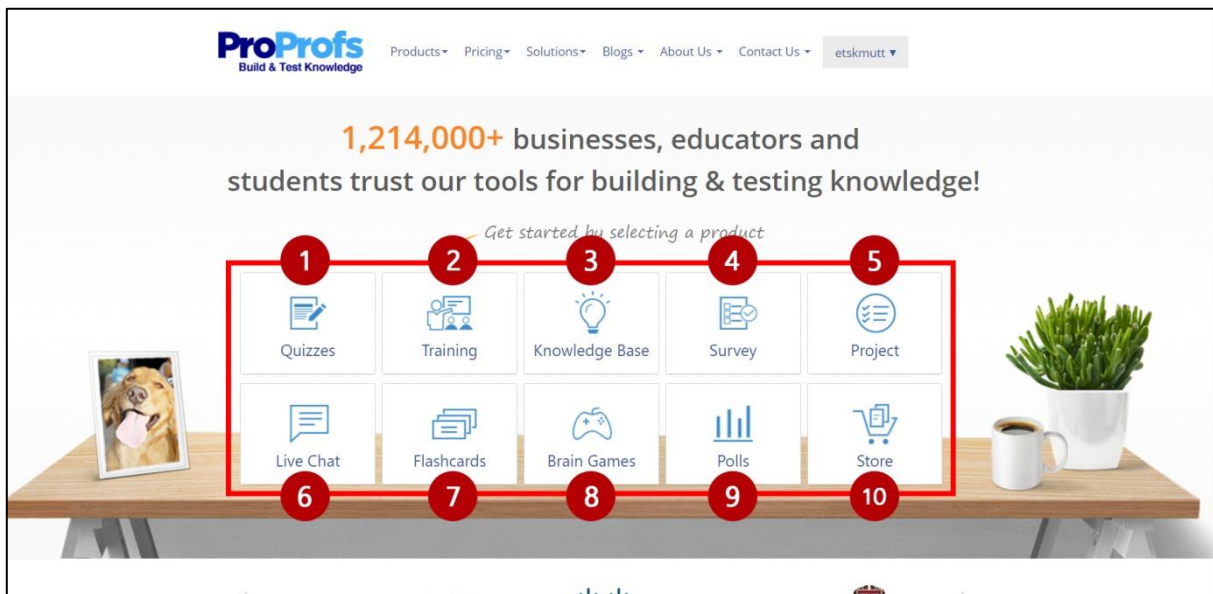 ProProfs
Build & Test Knowledge
Products▾ Pricing▾ Solutions▾ Blogs ▾ About Us ▾ Contact Us ▾ etskmutt ▼
1,214,000+ businesses, educators and
students trust our tools for building & testing knowledge!
Get started by selecting a product
1 2 3 4 5
Quizzes Training Knowledge Base Survey Project
Live Chat Flashcards Brain Games Polls Store
6 7 8 9 10